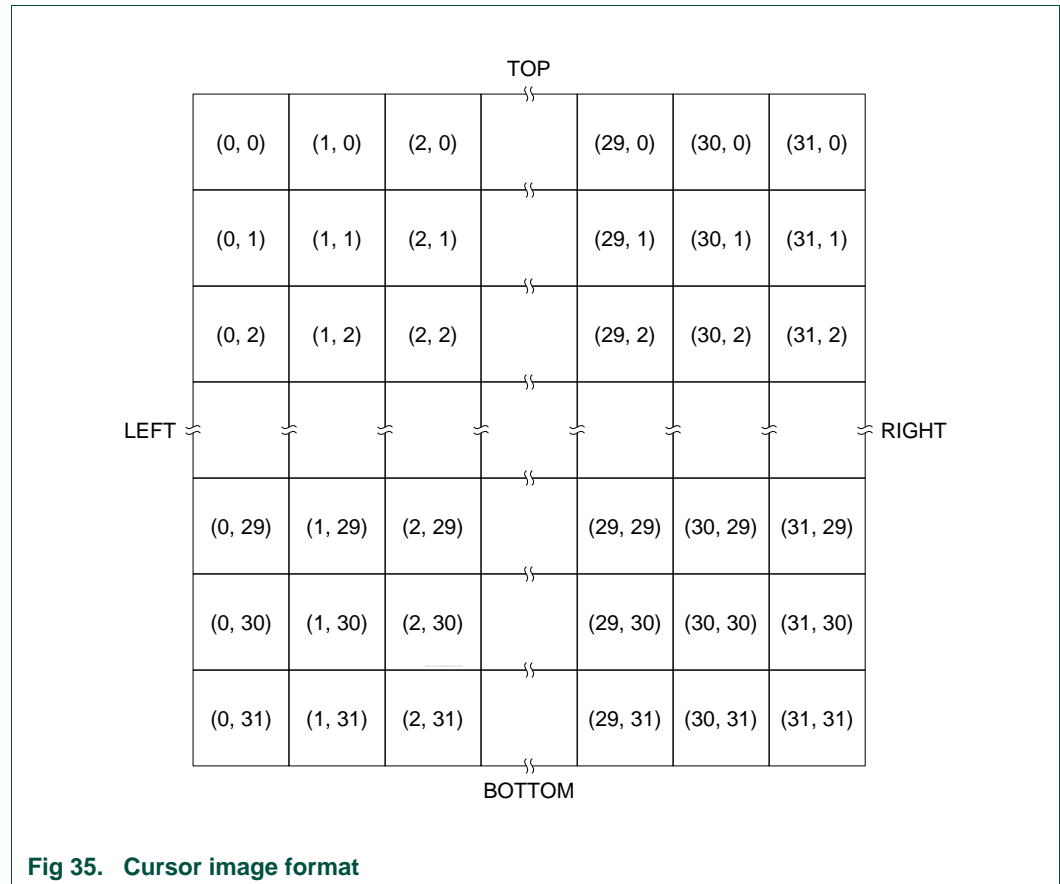 TOP
(0, 0) (1, 0) (2, 0) (29, 0) (30, 0) (31, 0)
(0, 1) (1, 1) (2, 1) (29, 1) (30, 1) (31, 1)
(0, 2) (1, 2) (2, 2) (29, 2) (30, 2) (31, 2)
LEFT RIGHT
(0, 29) (1, 29) (2, 29) (29, 29) (30, 29) (31, 29)
(0, 30) (1, 30) (2, 30) (29, 30) (30, 30) (31, 30)
(0, 31) (1, 31) (2, 31) (29, 31) (30, 31) (31, 31)
BOTTOM
Fig 35. Cursor image format